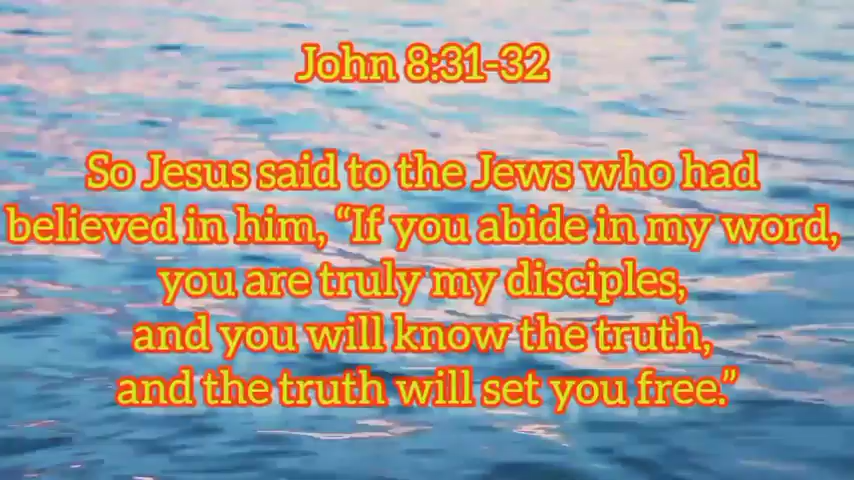 John 8:31-32
So Jesus said to the Jews who had
believed in him, “If you abide in my word,
you are truly my disciples,
and you will know the truth,
and the truth will set you free.”